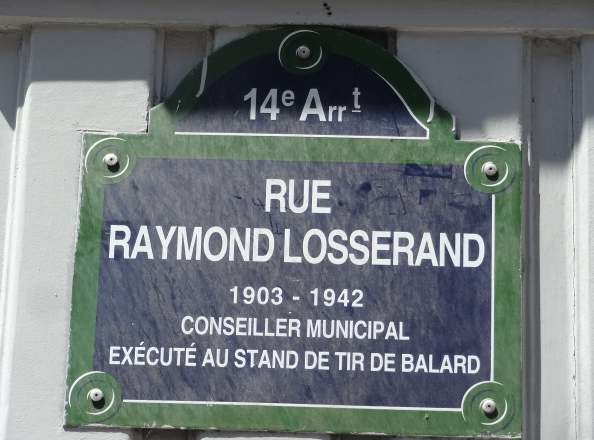 14e Arrt
RUE
RAYMOND LOSSERAND
1903 - 1942
CONSEILLER MUNICIPAL
EXÉCUTÉ AU STAND DE TIR DE BALARD